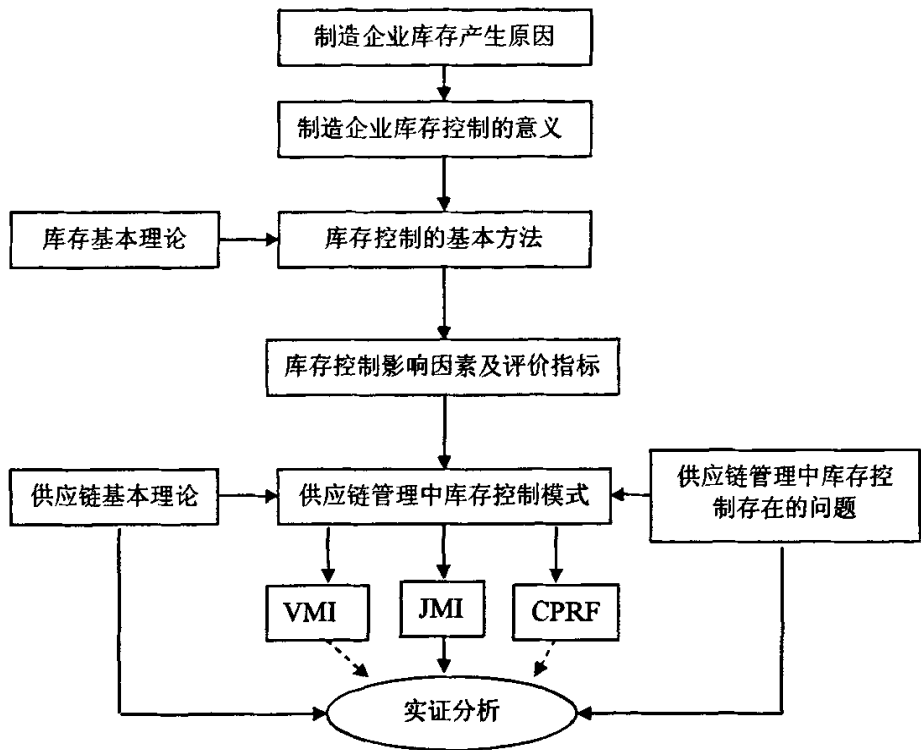 制造企业库存产生原因
制造企业库存控制的意义
库存基本理论
库存控制的基本方法
库存控制影响因素及评价指标
供应链基本理论
供应链管理中库存控制模式
供应链管理中库存控
制存在的问题
VMI
JMI
CPRF
实证分析